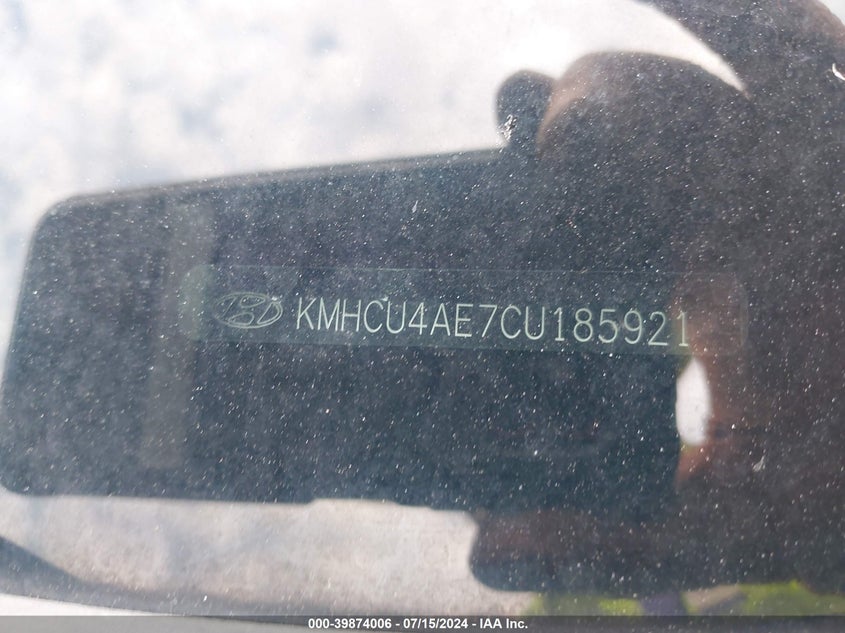 KMHCU4AE7CU185921
000-39874006 - 07/15/2024 - IAA Inc.